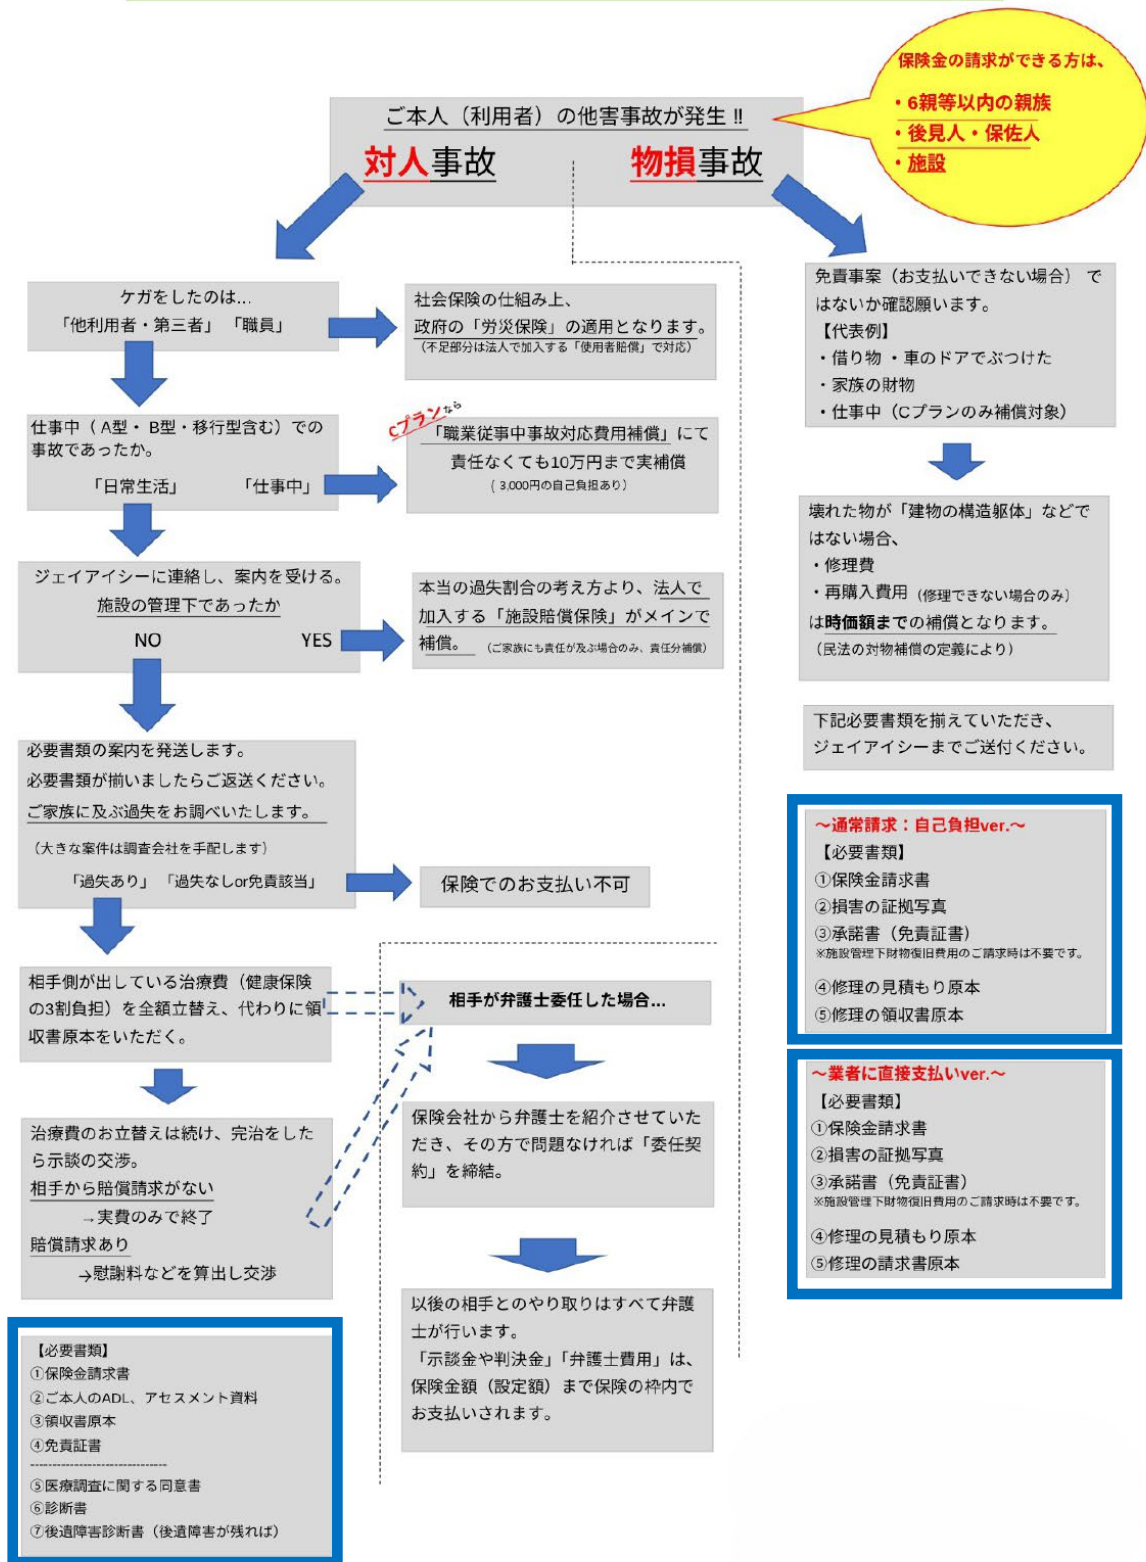 保険金の請求ができる方は、
・6親等以内の親族
・後見人・保佐人
・施設
ご本人（利用者）の他害事故が発生‼
対人事故
物損事故
ケガをしたのは…
「他利用者・第三者」「職員」
社会保険の仕組み上、
政府の「労災保険」の適用となります。
（不足部分は法人で加入する「使用者賠償」で対応）
仕事中（A型・B型・移行型含む）での
事故であったか。
「日常生活」 「仕事中」
Cプランなら
「職業従事中事故対応費用補償」にて
責任なくても10万円まで実補償
（3,000円の自己負担あり）
ジェイアイシーに連絡し、案内を受ける。
施設の管理下であったか
NO YES
本当の過失割合の考え方より、法人で
加入する「施設賠償保険」がメインで
補償。（ご家族にも責任が及ぶ場合のみ、責任分補償）
必要書類の案内を発送します。
必要書類が揃いましたらご返送ください。
ご家族に及ぶ過失をお調べいたします。
（大きな案件は調査会社を手配します）
「過失あり」「過失なしor免責該当」
保険でのお支払い不可
相手側が出している治療費（健康保険
の3割負担）を全額立替え、代わりに領
収書原本をいただく。
治療費のお立替えは続け、完治をした
ら示談の交渉。
相手から賠償請求がない
→実費のみで終了
賠償請求あり
→慰謝料などを算出し交渉
【必要書類】
①保険金請求書
②ご本人のADL、アセスメント資料
③領収書原本
④免責証書
------------------------------
⑤医療調査に関する同意書
⑥診断書
⑦後遺障害診断書（後遺障害が残れば）
相手が弁護士委任した場合…
保険会社から弁護士を紹介させていた
だき、その方で問題なければ「委任契
約」を締結。
以後の相手とのやり取りはすべて弁護
士が行います。
「示談金や判決金」「弁護士費用」は、
保険金額（設定額）まで保険の枠内で
お支払いされます。
免責事案（お支払いできない場合）で
はないか確認願います。
【代表例】
・借り物 ・車のドアでぶつけた
・家族の財物
・仕事中（Cプランのみ補償対象）
壊れた物が「建物の構造躯体」などで
はない場合、
・修理費
・再購入費用（修理できない場合のみ）
は時価額までの補償となります。
（民法の対物補償の定義により）
下記必要書類を揃えていただき、
ジェイアイシーまでご送付ください。
～通常請求：自己負担ver.～
【必要書類】
①保険金請求書
②損害の証拠写真
③承諾書（免責証書）
※施設管理下財物復旧費用のご請求時は不要です。
④修理の見積もり原本
⑤修理の領収書原本
～業者に直接支払いver.～
【必要書類】
①保険金請求書
②損害の証拠写真
③承諾書（免責証書）
※施設管理下財物復旧費用のご請求時は不要です。
④修理の見積もり原本
⑤修理の請求書原本